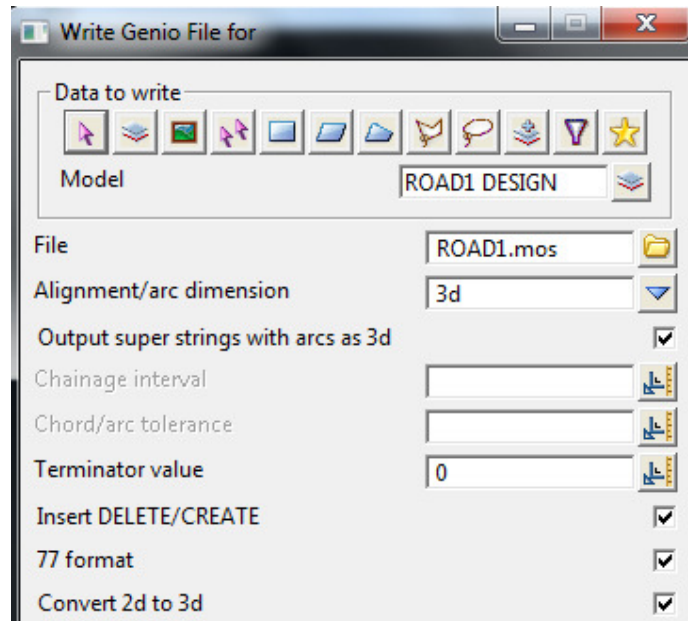 Write Genio File for
Data to write
Model ROAD1 DESIGN
File ROAD1.mos
Alignment/arc dimension 3d
Output super strings with arcs as 3d
Chainage interval
Chord/arc tolerance
Terminator value 0
Insert DELETE/CREATE
77 format
Convert 2d to 3d